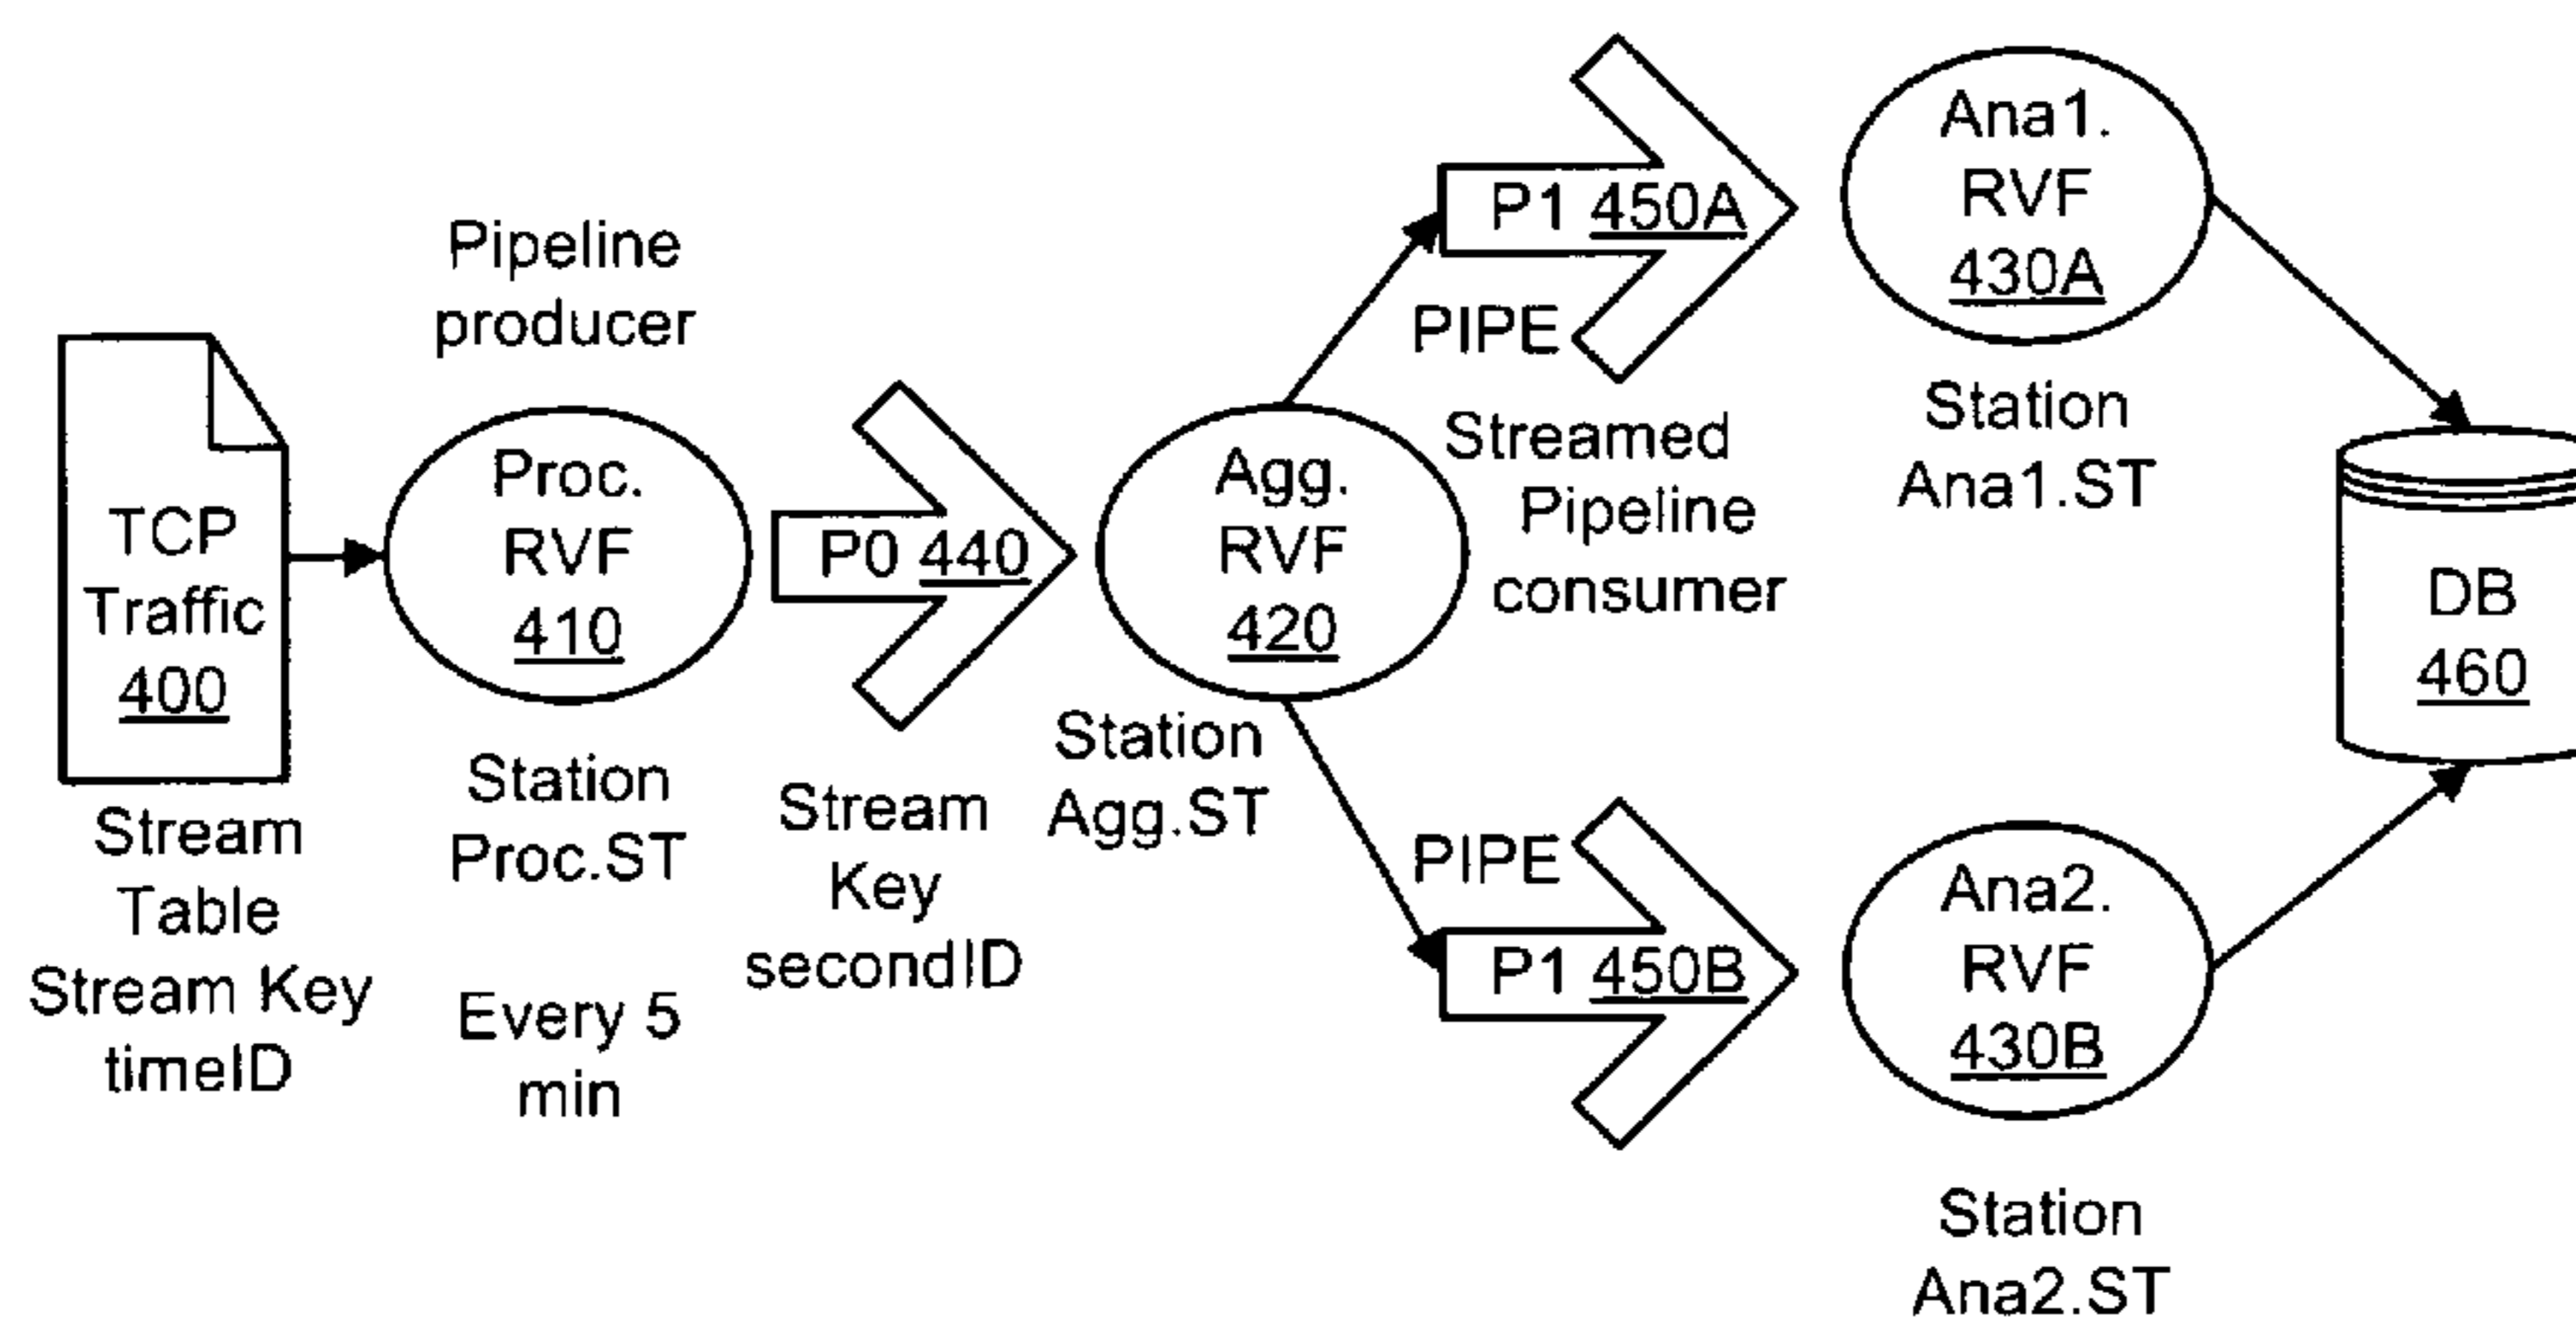 TCP
Traffic
400
Stream
Table
Stream Key
timeID
Pipeline
producer
Proc.
RVF
410
Station
Proc.ST
Every 5
min
P0 440
Stream
Key
secondID
Agg.
RVF
420
Station
Agg.ST
P1 450A
PIPE
Streamed
Pipeline
consumer
PIPE
P1 450B
Ana1.
RVF
430A
Station
Ana1.ST
Ana2.
RVF
430B
Station
Ana2.ST
DB
460